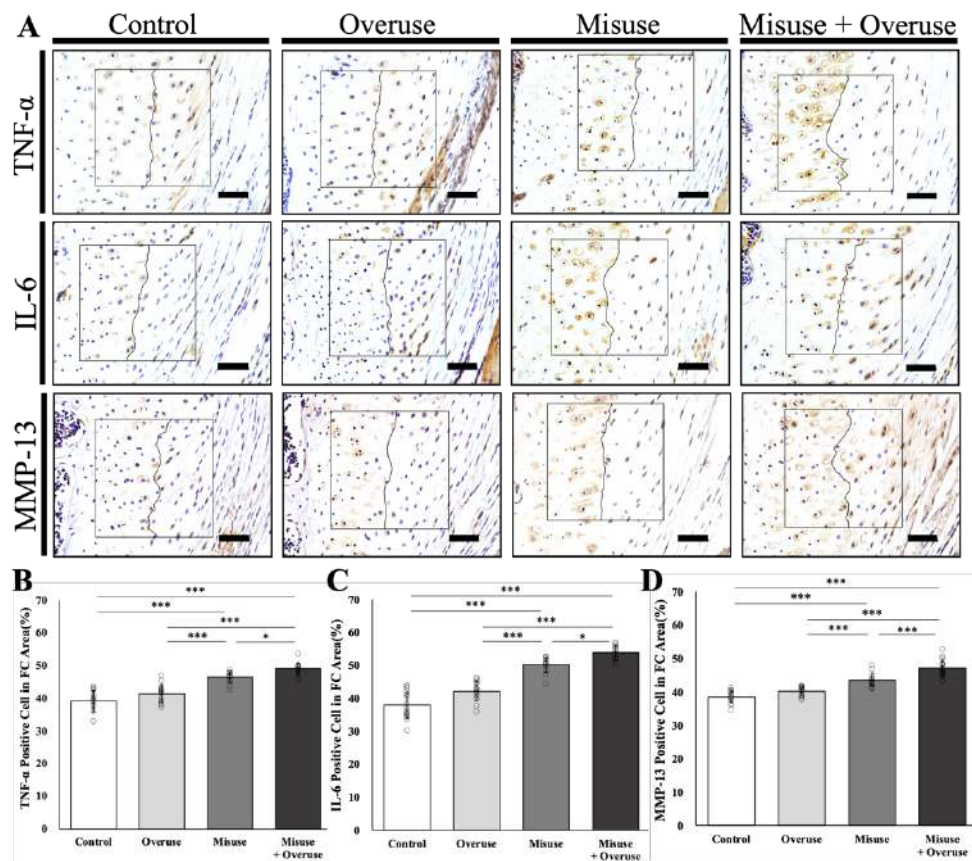 A
Control
Overuse
Misuse
Misuse + Overuse
TNF-α
IL-6
MMP-13
B
TNF-α Positive Cell in FC Area(%)
70
60
50
40
30
20
10
0
***
***
***
***
*
Control
Overuse
Misuse
Misuse
+ Overuse
C
IL-6 Positive Cell in FC Area(%)
70
60
50
40
30
20
10
0
***
***
***
***
*
Control
Overuse
Misuse
Misuse
+ Overuse
D
MMP-13 Positive Cell in FC Area(%)
70
60
50
40
30
20
10
0
***
***
***
***
***
Control
Overuse
Misuse
Misuse
+ Overuse